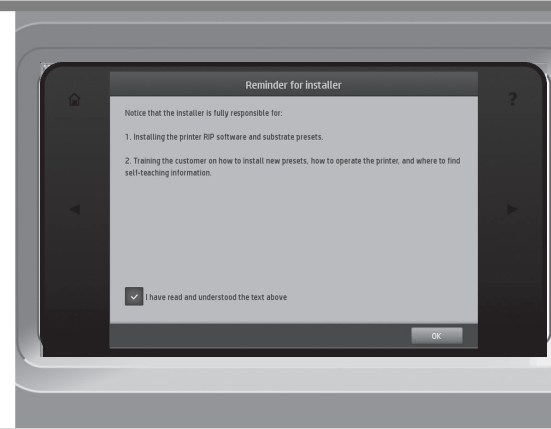 Reminder for installer
?
Notice that the installer is fully responsible for:
1. Installing the printer RIP software and substrate presets.
2. Training the customer on how to install new presets, how to operate the printer, and where to find
self-teaching information.
I have read and understood the text above
OK